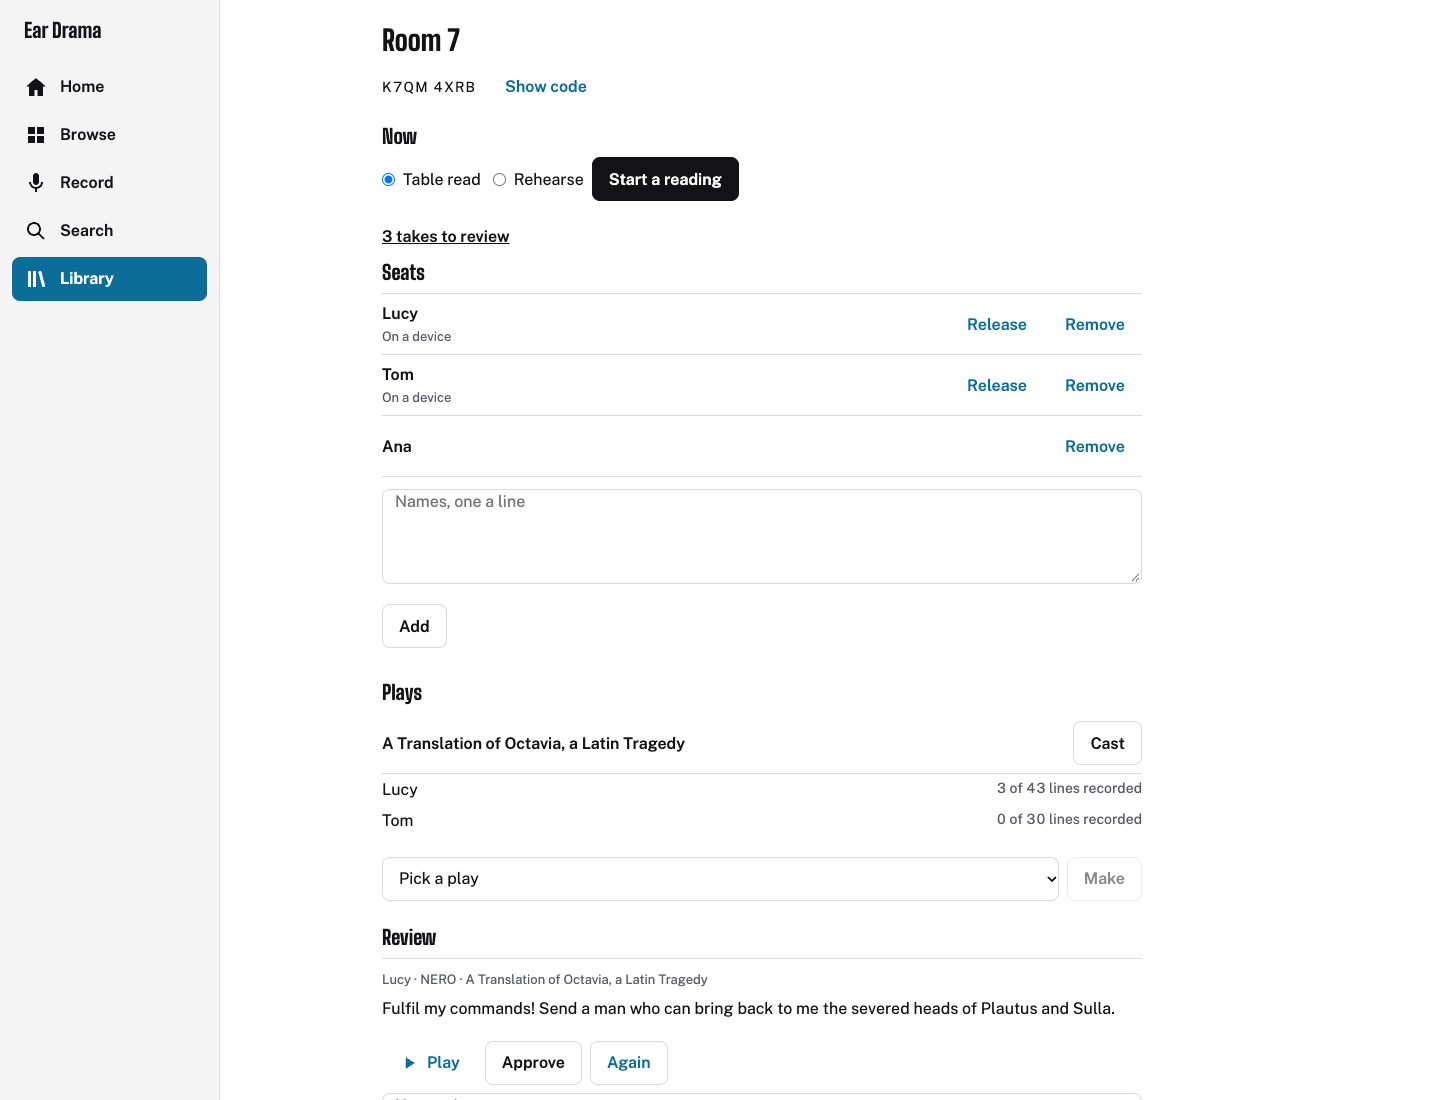 Ear Drama
Home
Browse
Record
Search
Library
Room 7
K7QM 4XRB Show code
Now
Table read Rehearse Start a reading
3 takes to review
Seats
Lucy
On a device
Release Remove
Tom
On a device
Release Remove
Ana
Remove
Names, one a line
Add
Plays
A Translation of Octavia, a Latin Tragedy Cast
Lucy 3 of 43 lines recorded
Tom 0 of 30 lines recorded
Pick a play Make
Review
Lucy · NERO · A Translation of Octavia, a Latin Tragedy
Fulfil my commands! Send a man who can bring back to me the severed heads of Plautus and Sulla.
Play Approve Again